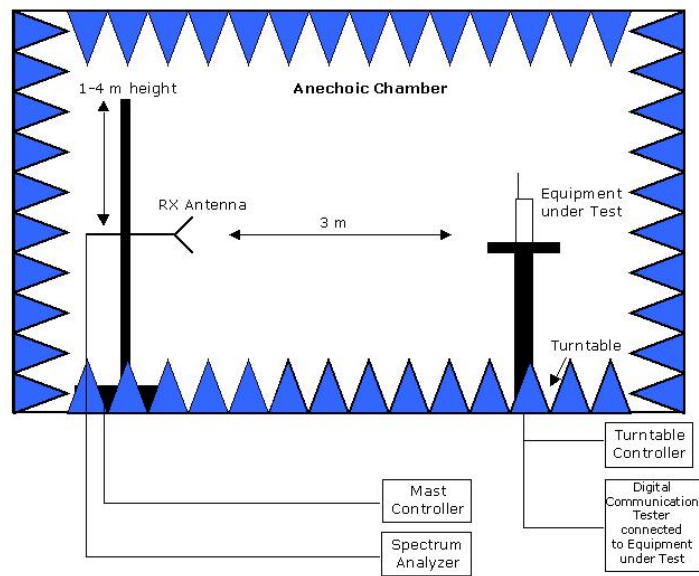 1-4 m height
Anechoic Chamber
RX Antenna
3 m
Equipment
under Test
Turntable
Turntable
Controller
Mast
Controller
Spectrum
Analyzer
Digital
Communication
Tester
connected
to Equipment
under Test